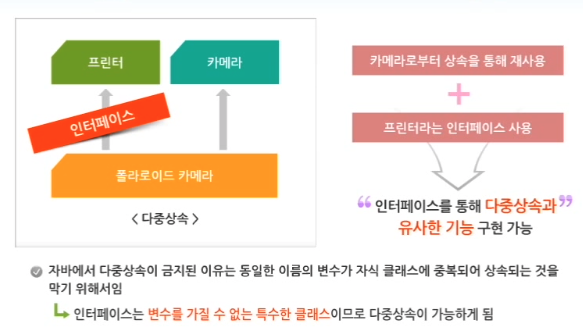 프린터
카메라
인터페이스
폴라로이드 카메라
< 다중상속 >
카메라로부터 상속을 통해 재사용
+
프린터라는 인터페이스 사용
“ 인터페이스를 통해 다중상속과 ”
유사한 기능 구현 가능
자바에서 다중상속이 금지된 이유는 동일한 이름의 변수가 자식 클래스에 중복되어 상속되는 것을
막기 위해서임
인터페이스는 변수를 가질 수 없는 특수한 클래스이므로 다중상속이 가능하게 됨